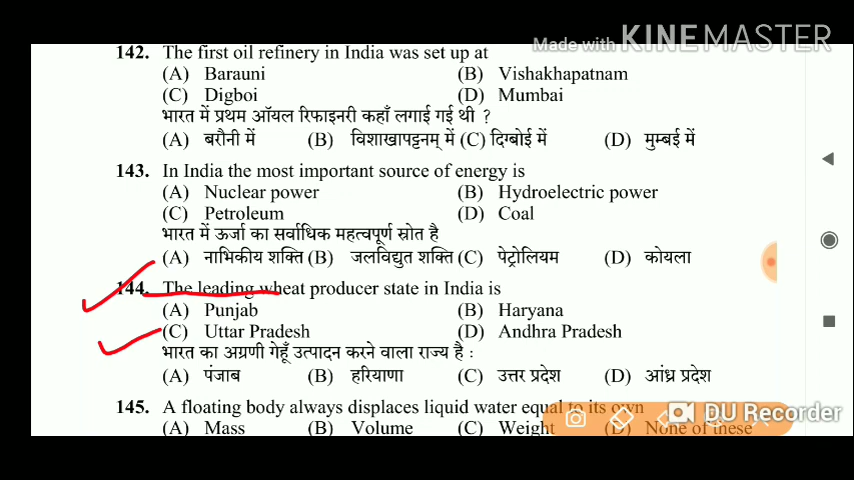 Made with KINEMASTER
142. The first oil refinery in India was set up at
(A) Barauni (B) Vishakhapatnam
(C) Digboi (D) Mumbai
भारत में प्रथम ऑयल रिफाइनरी कहाँ लगाई गई थी ?
(A) बरौनी में (B) विशाखापट्टनम् में (C) दिग्बोई में (D) मुम्बई में
143. In India the most important source of energy is
(A) Nuclear power (B) Hydroelectric power
(C) Petroleum (D) Coal
भारत में ऊर्जा का सर्वाधिक महत्वपूर्ण स्रोत है
(A) नाभिकीय शक्ति (B) जलविद्युत शक्ति (C) पेट्रोलियम (D) कोयला
144. The leading wheat producer state in India is
(A) Punjab (B) Haryana
(C) Uttar Pradesh (D) Andhra Pradesh
भारत का अग्रणी गेहूँ उत्पादन करने वाला राज्य है :
(A) पंजाब (B) हरियाणा (C) उत्तर प्रदेश (D) आंध्र प्रदेश
145. A floating body always displaces liquid water equal to its own
DU Recorder
(A) Mass (B) Volume (C) Weight (D) None of these